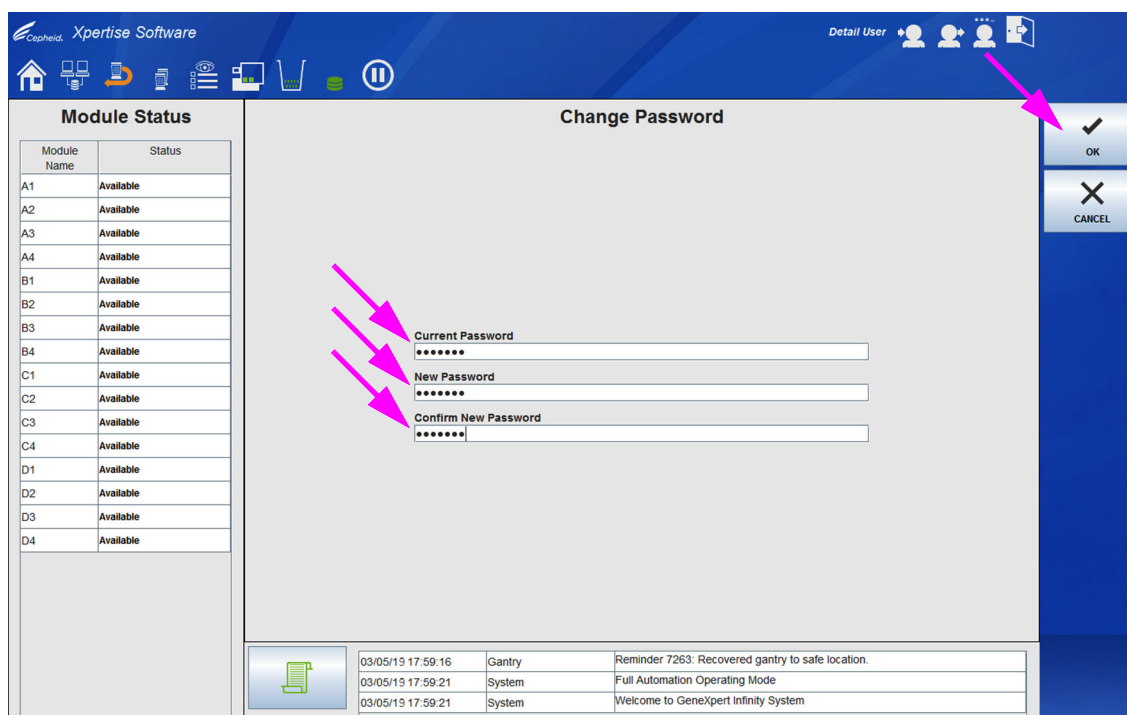 Cepheid. Xpertise Software
Detail User
Module Status
Module Name Status
A1 Available
A2 Available
A3 Available
A4 Available
B1 Available
B2 Available
B3 Available
B4 Available
C1 Available
C2 Available
C3 Available
C4 Available
D1 Available
D2 Available
D3 Available
D4 Available
Change Password
Current Password
•••••••
New Password
•••••••
Confirm New Password
•••••••
OK
CANCEL
03/05/19 17:59:16 Gantry Reminder 7263: Recovered gantry to safe location.
03/05/19 17:59:21 System Full Automation Operating Mode
03/05/19 17:59:21 System Welcome to GeneXpert Infinity System